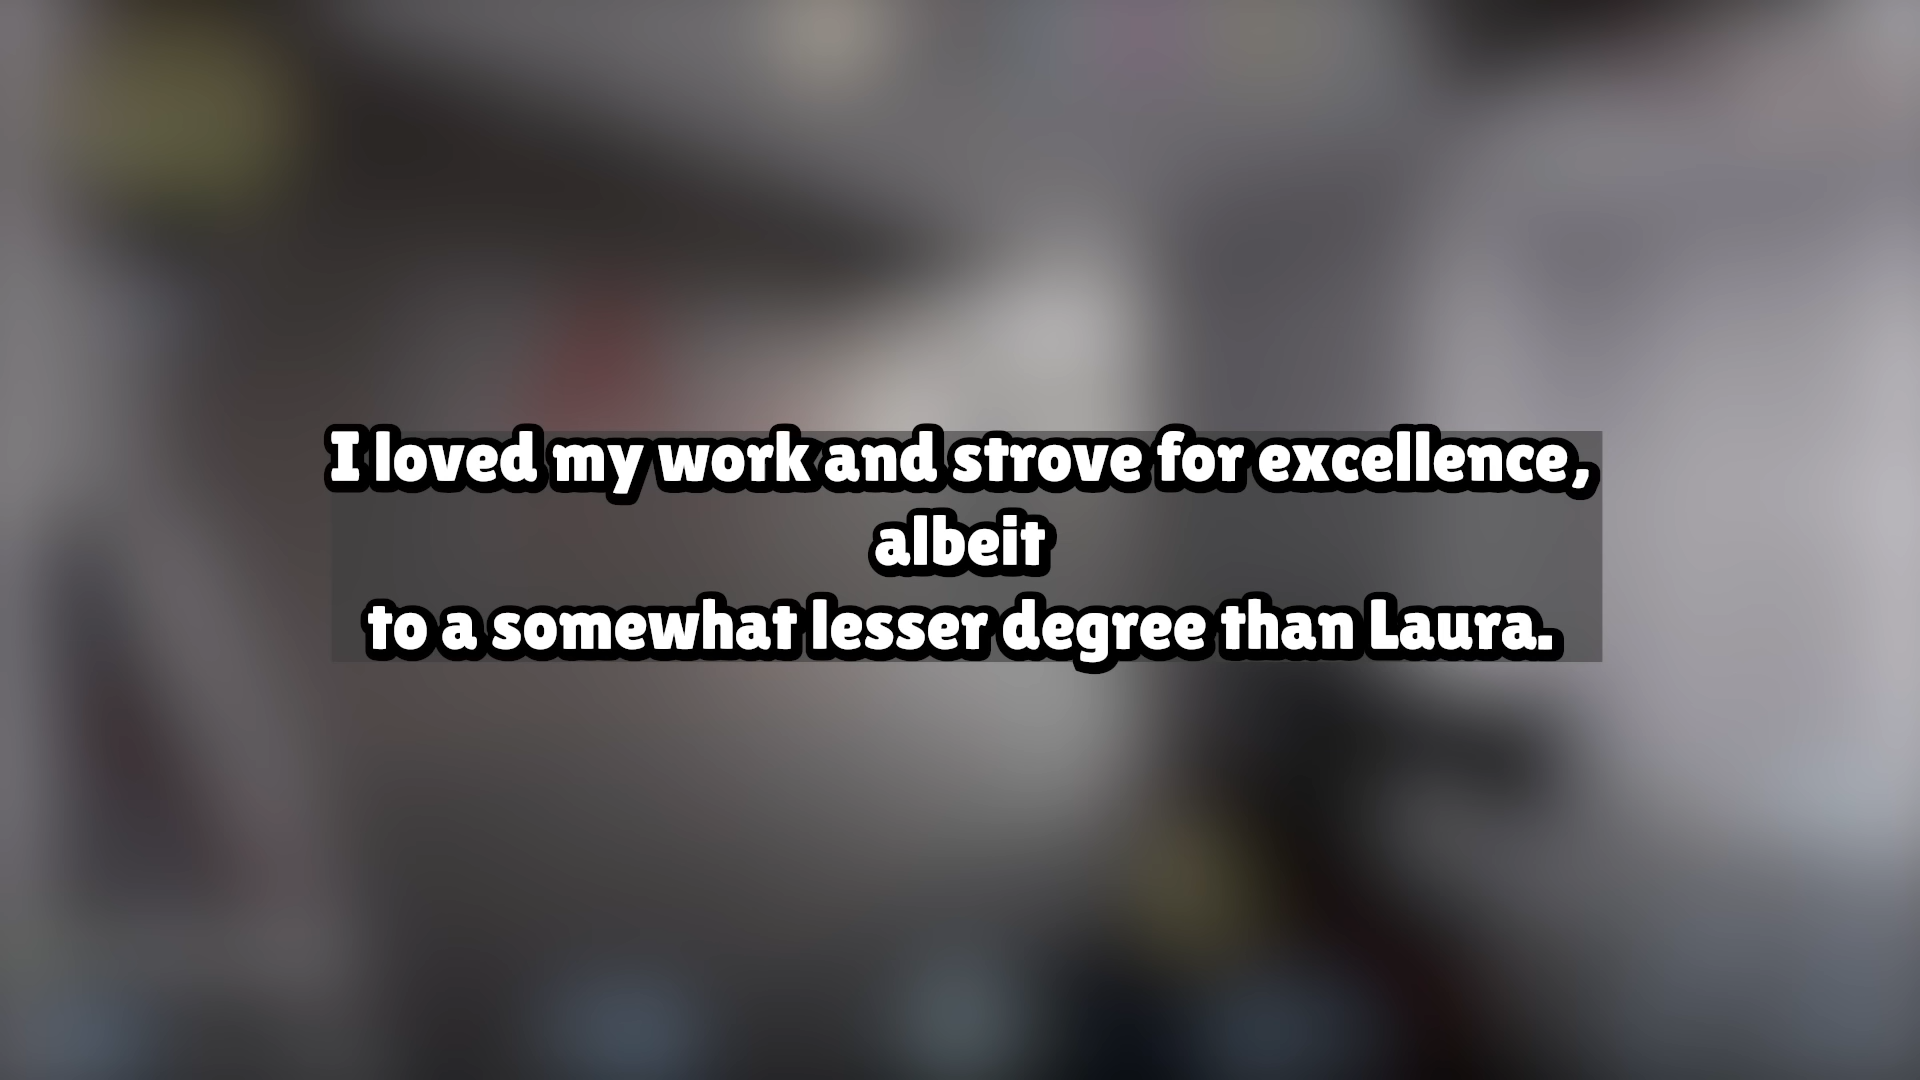 I loved my work and strove for excellence,
albeit
to a somewhat lesser degree than Laura.